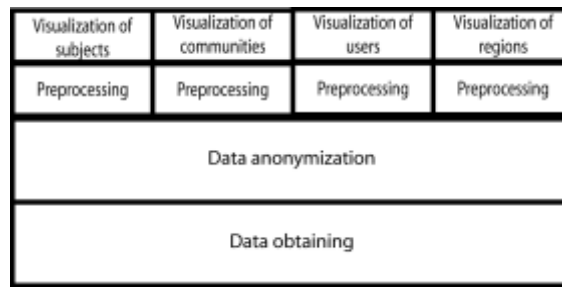 Visualization of
subjects
Visualization of
communities
Visualization of
users
Visualization of
regions
Preprocessing
Preprocessing
Preprocessing
Preprocessing
Data anonymization
Data obtaining